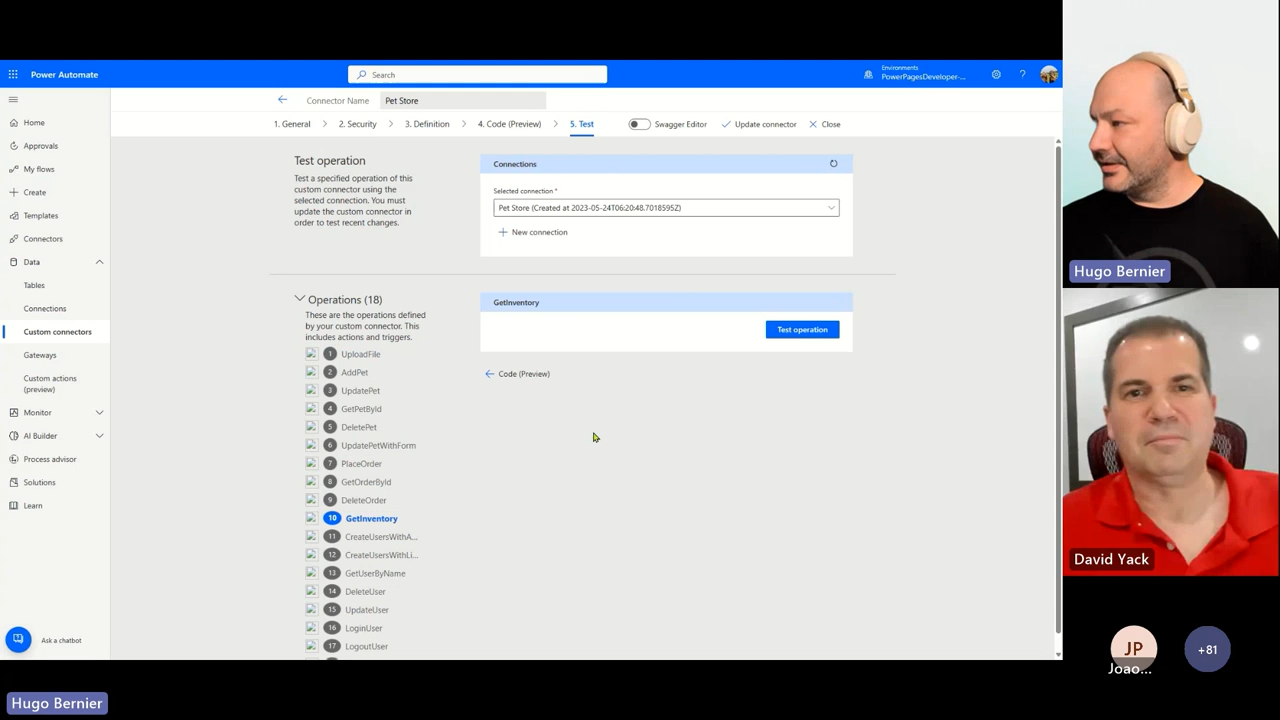 Power Automate
Search
Environments
PowerPagesDeveloper-...
?
Connector Name
Pet Store
1. General
2. Security
3. Definition
4. Code (Preview)
5. Test
Swagger Editor
Update connector
Close
Home
Approvals
My flows
Create
Templates
Connectors
Data
Tables
Connections
Custom connectors
Gateways
Custom actions
(preview)
Monitor
AI Builder
Process advisor
Solutions
Learn
Ask a chatbot
Test operation
Test a specified operation of this
custom connector using the
selected connection. You must
update the custom connector in
order to test recent changes.
Connections
Selected connection *
Pet Store (Created at 2023-05-24T06:20:48.7018595Z)
New connection
Operations (18)
These are the operations defined
by your custom connector. This
includes actions and triggers.
1 UploadFile
2 AddPet
3 UpdatePet
4 GetPetById
5 DeletePet
6 UpdatePetWithForm
7 PlaceOrder
8 GetOrderById
9 DeleteOrder
10 GetInventory
11 CreateUsersWithA...
12 CreateUsersWithLi...
13 GetUserByName
14 DeleteUser
15 UpdateUser
16 LoginUser
17 LogoutUser
GetInventory
Test operation
Code (Preview)
Hugo Bernier
David Yack
JP
Joao...
+81
Hugo Bernier